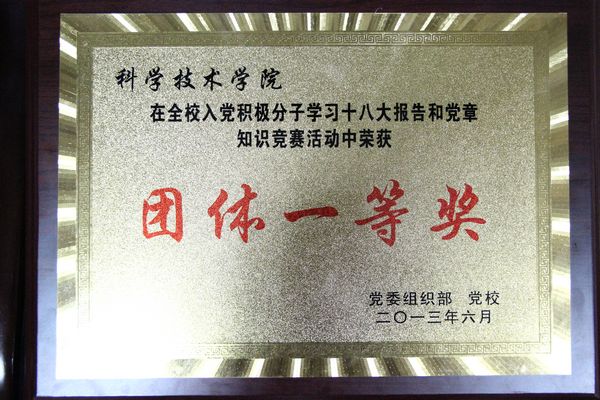 科学技术学院
在全校入党积极分子学习十八大报告和党章
知识竞赛活动中荣获
团体一等奖
党委组织部 党校
二〇一三年六月